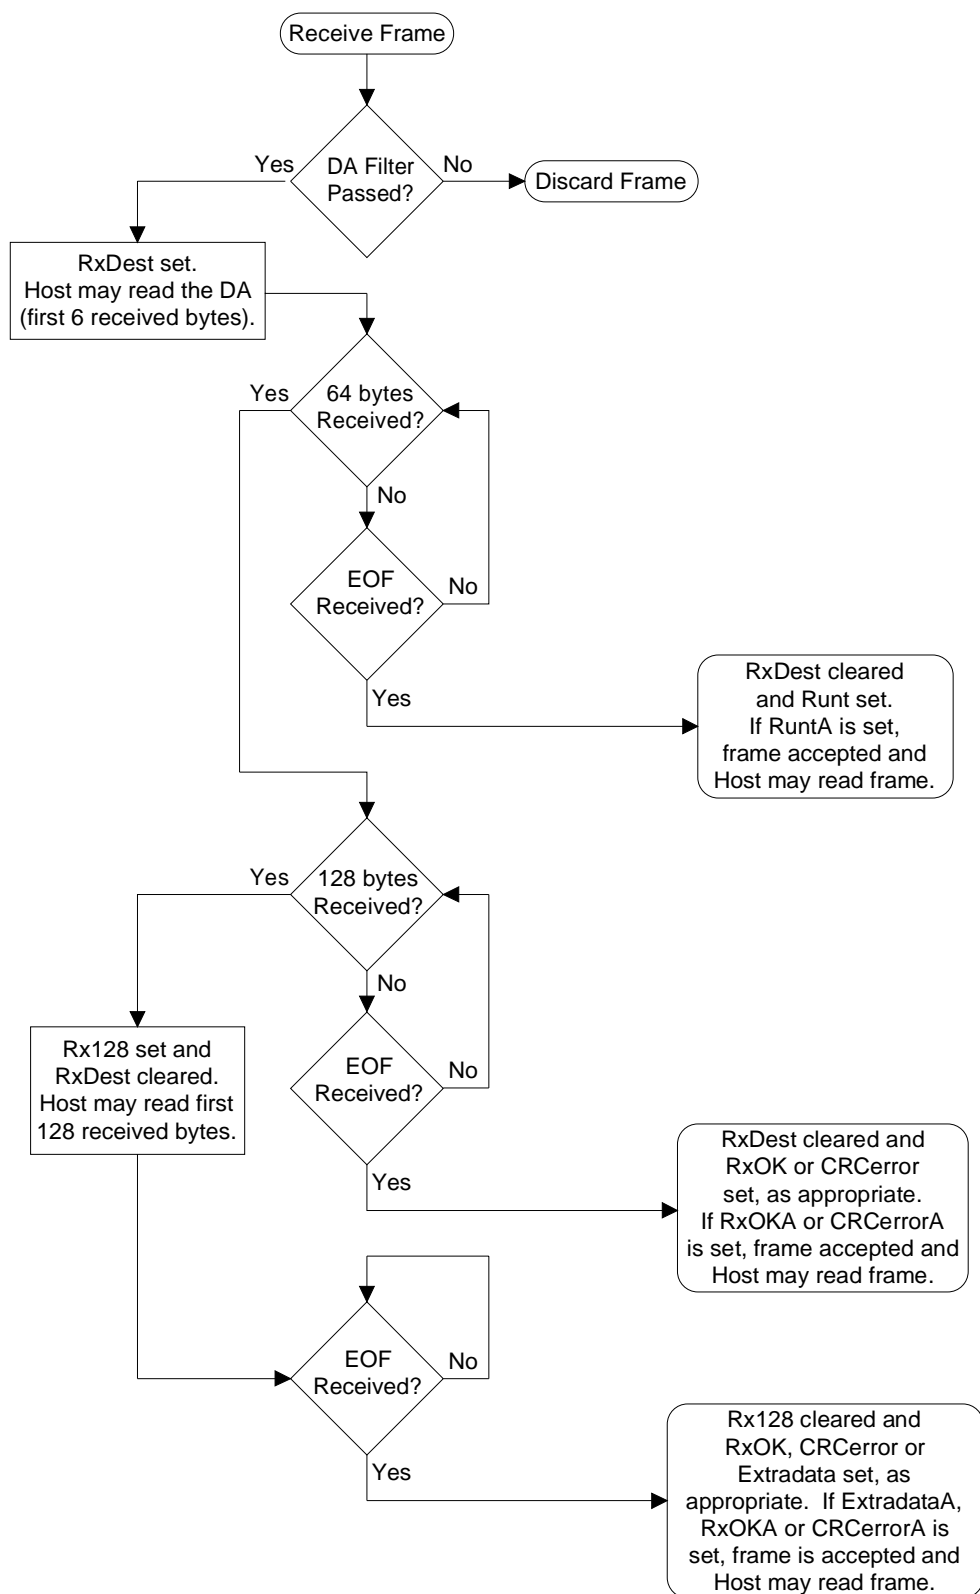 Receive Frame
Yes
DA Filter
Passed?
No
Discard Frame
RxDest set.
Host may read the DA
(first 6 received bytes).
Yes
64 bytes
Received?
No
EOF
Received?
No
Yes
RxDest cleared
and Runt set.
If RuntA is set,
frame accepted and
Host may read frame.
Yes
128 bytes
Received?
No
Rx128 set and
RxDest cleared.
Host may read first
128 received bytes.
EOF
Received?
No
Yes
RxDest cleared and
RxOK or CRCerror
set, as appropriate.
If RxOKA or CRCerrorA
is set, frame accepted and
Host may read frame.
EOF
Received?
No
Yes
Rx128 cleared and
RxOK, CRCerror or
Extradata set, as
appropriate.  If ExtradataA,
RxOKA or CRCerrorA is
set, frame is accepted and
Host may read frame.